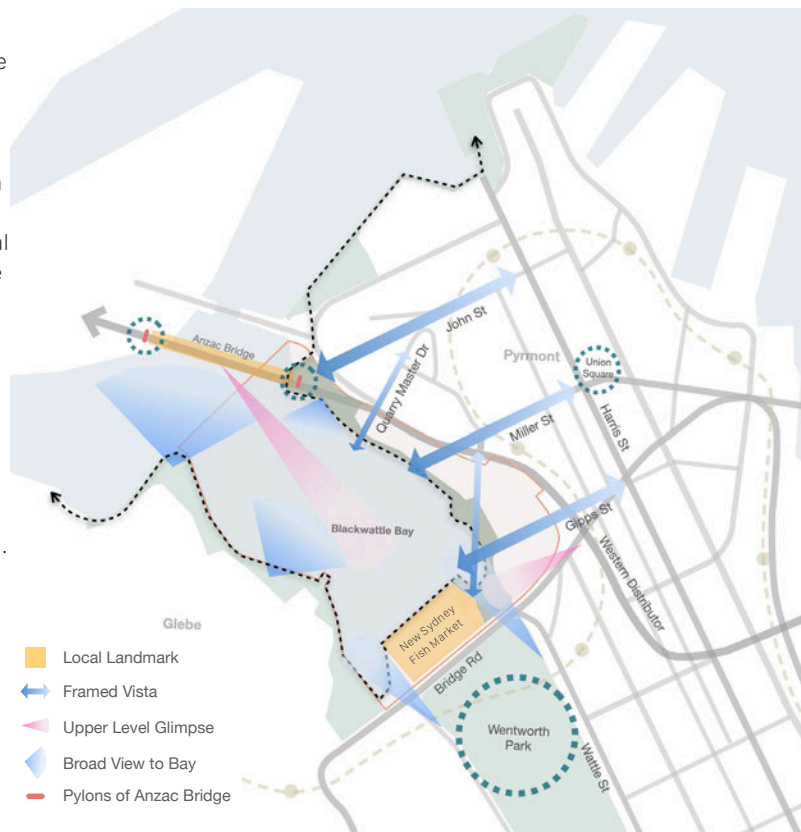 Anzac Bridge
John St
Quarry Master Dr
Pyrmont
Union
Square
Miller St
Harris St
Gipps St
Blackwattle Bay
Western Distributor
Glebe
New Sydney
Fish Market
Bridge Rd
Wentworth
Park
Wattle St
Local Landmark
Framed Vista
Upper Level Glimpse
Broad View to Bay
Pylons of Anzac Bridge